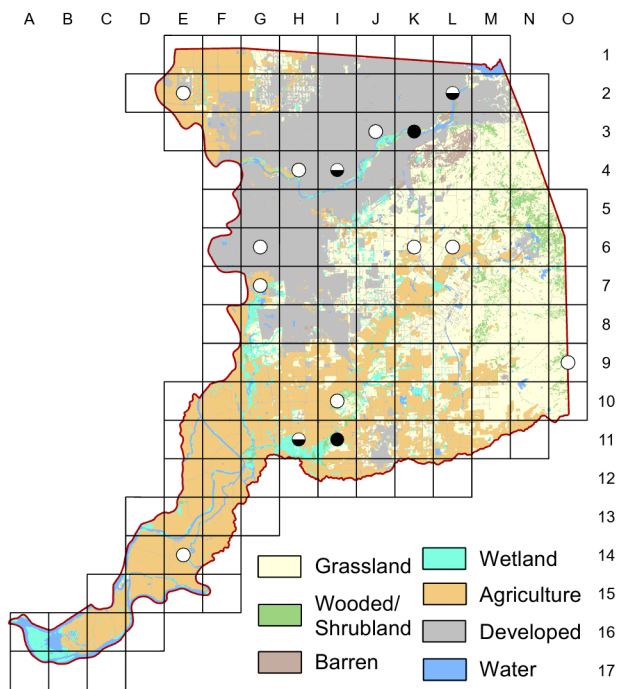 A B C D E F G H I J K L M N O
1
2
3
4
5
6
7
8
9
10
11
12
13
14
15
16
17
Grassland
Wooded/
Shrubland
Barren
Wetland
Agriculture
Developed
Water